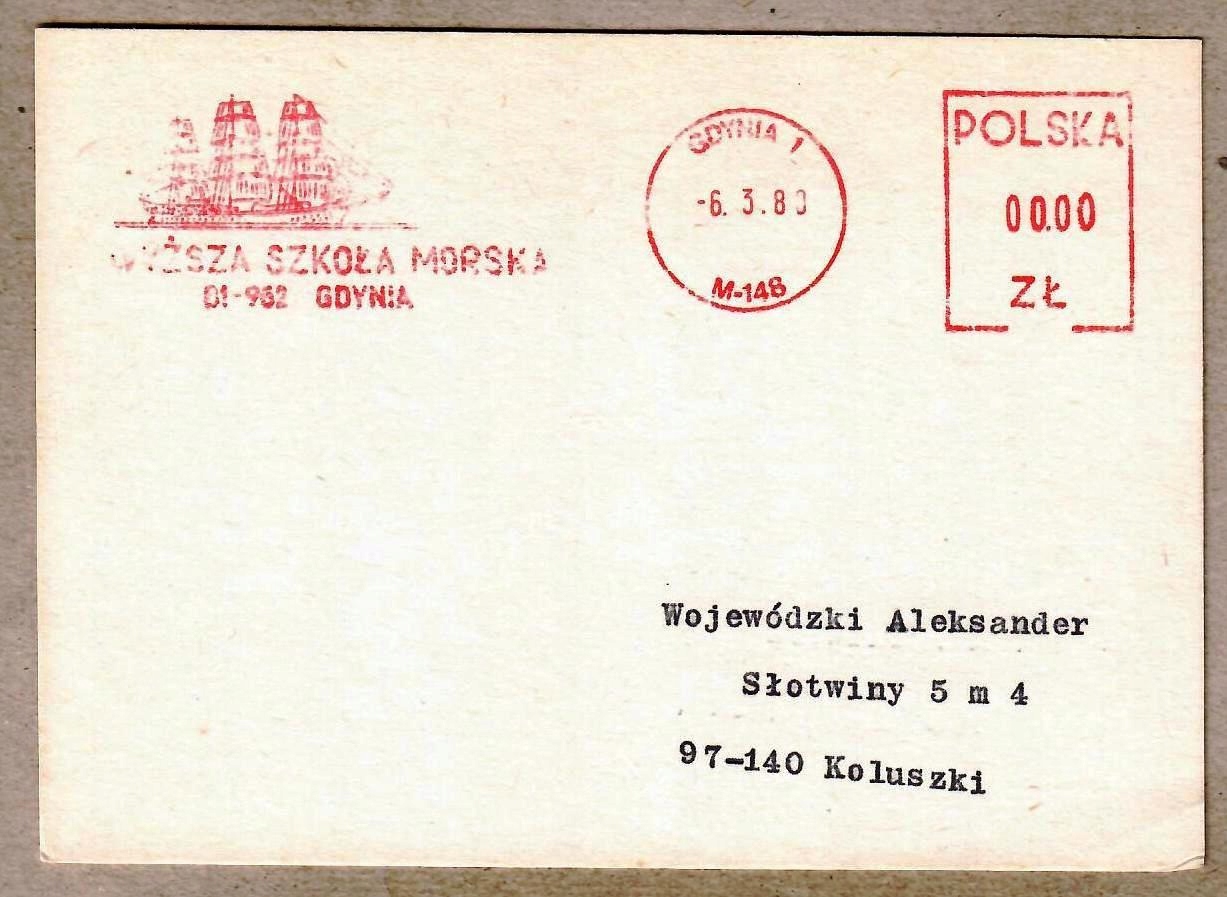 WYŻSZA SZKOŁA MORSKA
81-962 GDYNIA
GDYNIA 1
-6. 3.80
M-148
POLSKA
00.00
ZŁ
Wojewódzki Aleksander
Słotwiny 5 m 4
97-140 Koluszki